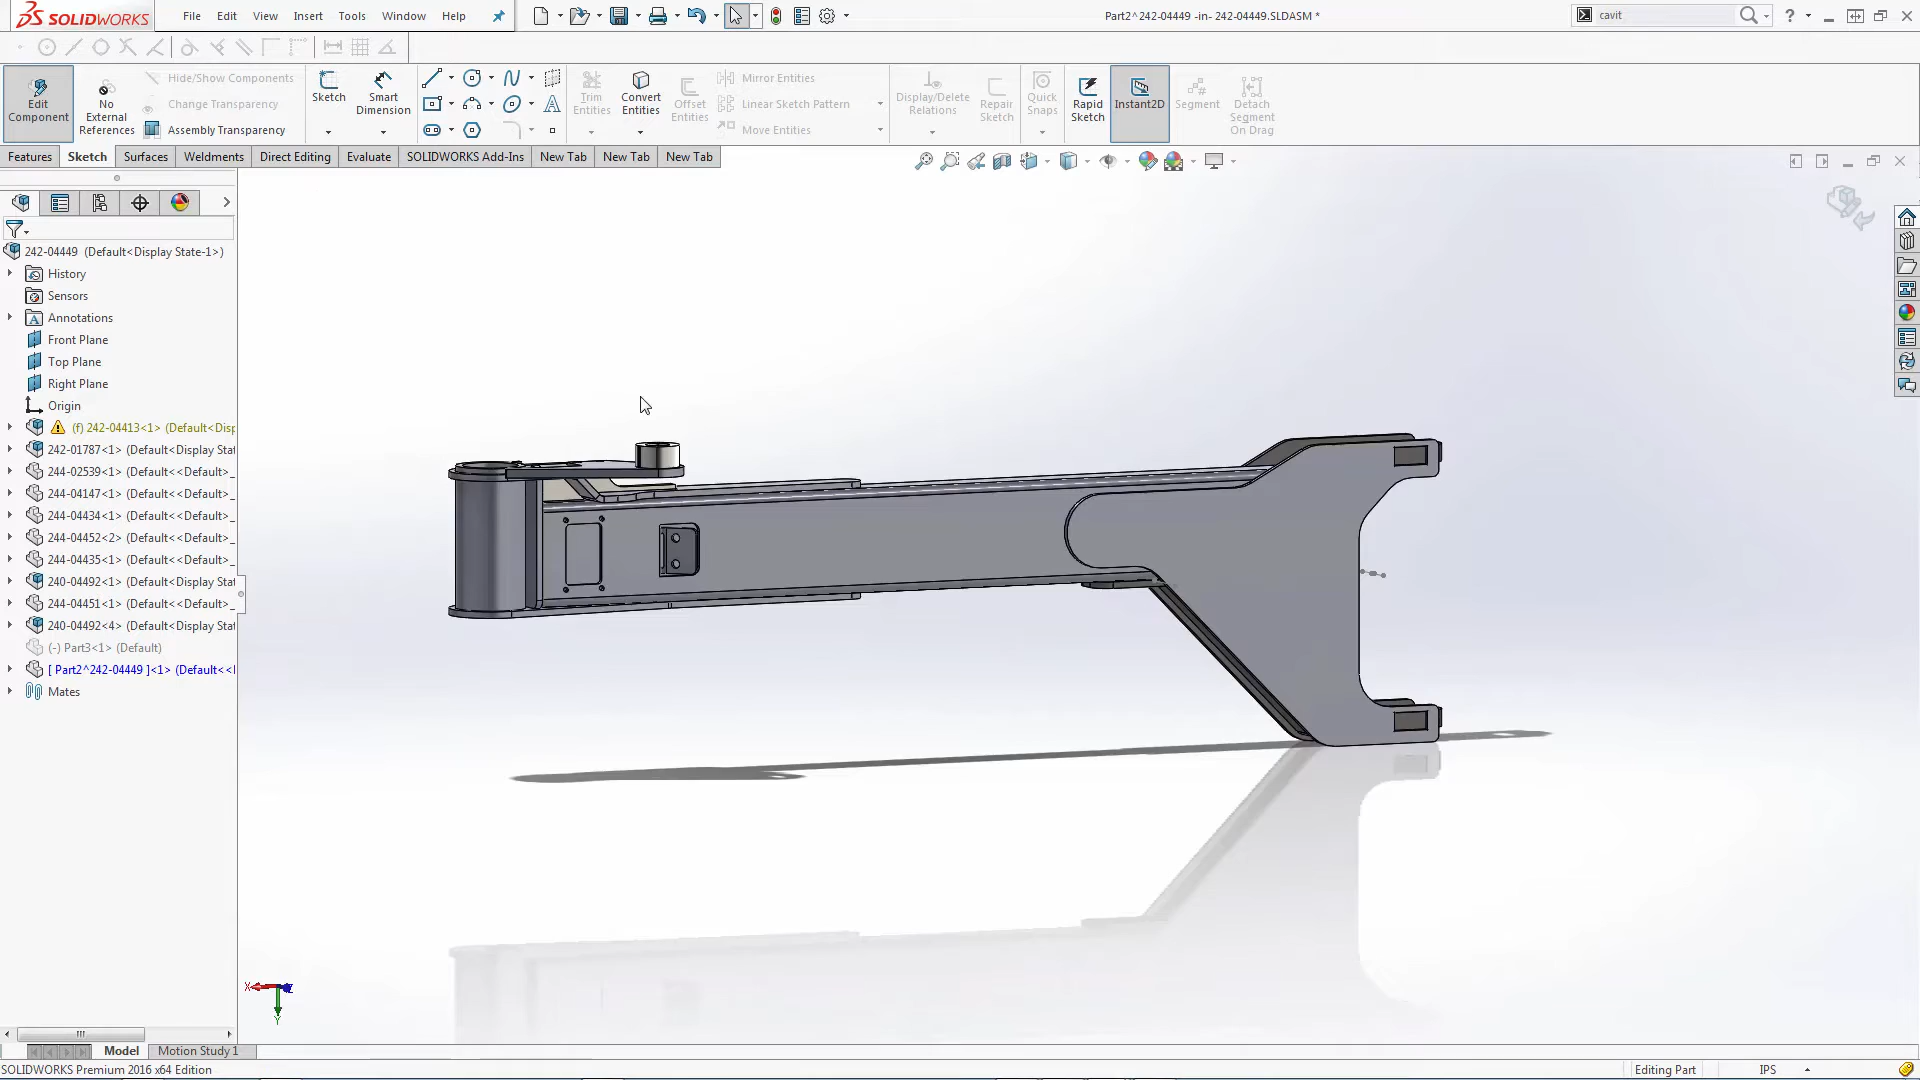 SOLIDWORKS File Edit View Insert Tools Window Help Part2^242-04449 -in- 242-04449.SLDASM * cavit ?
Edit Component
No External References
Hide/Show Components
Change Transparency
Assembly Transparency
Sketch
Smart Dimension
Trim Entities
Convert Entities
Offset Entities
Mirror Entities
Linear Sketch Pattern
Move Entities
Display/Delete Relations
Repair Sketch
Quick Snaps
Rapid Sketch
Instant2D
Segment
Detach Segment On Drag
Features Sketch Surfaces Weldments Direct Editing Evaluate SOLIDWORKS Add-Ins New Tab New Tab New Tab
242-04449 (Default<Display State-1>)
History
Sensors
Annotations
Front Plane
Top Plane
Right Plane
Origin
(f) 242-04413<1> (Default<Disp
242-01787<1> (Default<Display Stat
244-02539<1> (Default<<Default>_
244-04147<1> (Default<<Default>_
244-04434<1> (Default<<Default>_
244-04452<2> (Default<<Default>_
244-04435<1> (Default<<Default>_
240-04492<1> (Default<Display Stat
244-04451<1> (Default<<Default>_
240-04492<4> (Default<Display Stat
(-) Part3<1> (Default)
[ Part2^242-04449 ]<1> (Default<<I
Mates
X
Y
Model Motion Study 1
SOLIDWORKS Premium 2016 x64 Edition Editing Part IPS